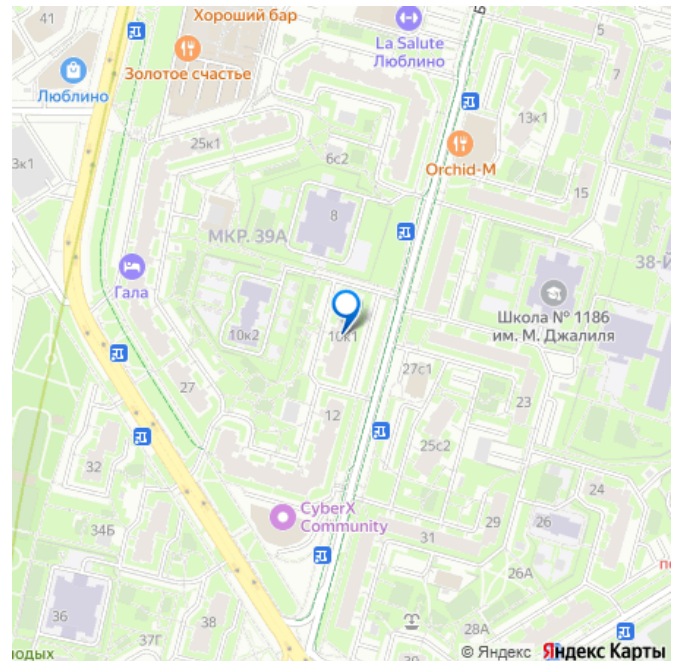 41
Хороший бар
Золотое счастье
La Salute
Люблино
5
7
Люблино
13к1
Orchid-M
25к1
3к1
6с2
15
8
МКР. 39А
38-Й
Гала
Школа № 1186
им. М. Джалиля
10к2
10к1
27с1
27
12
23
25с2
32
CyberX
Community
24
34Б
29
26
31
26А
36
38
37Г
28А
30
одых
© Яндекс
Яндекс Карты